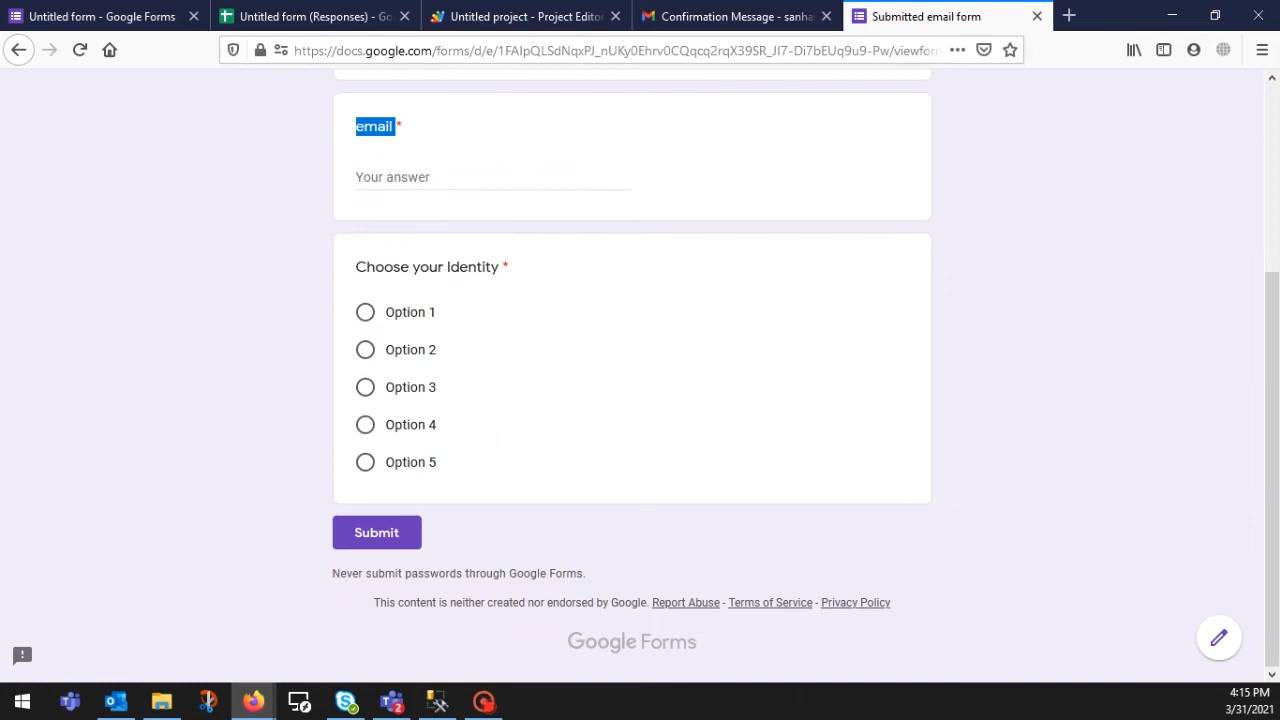 Untitled form - Google Forms
Untitled form (Responses) - Go
Untitled project - Project Editor
Confirmation Message - sanha
Submitted email form
https://docs.google.com/forms/d/e/1FAIpQLSdNqxPJ_nUKy0Ehrv0CQqcq2rqX39SR_JI7-Di7bEUq9u9-Pw/viewform
email *
Your answer
Choose your Identity *
Option 1
Option 2
Option 3
Option 4
Option 5
Submit
Never submit passwords through Google Forms.
This content is neither created nor endorsed by Google. Report Abuse - Terms of Service - Privacy Policy
Google Forms
2
4:15 PM
3/31/2021